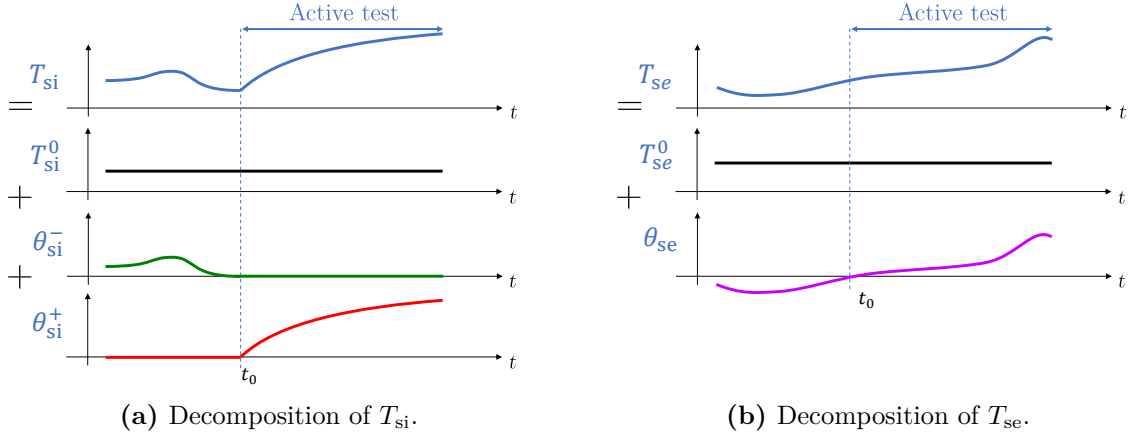 Active test
T_si
=
t
T_si^0
+
t
θ_si^-
+
t
θ_si^+
t
t_0
(a) Decomposition of T_si.
Active test
T_se
=
t
T_se^0
+
t
θ_se
t
t_0
(b) Decomposition of T_se.